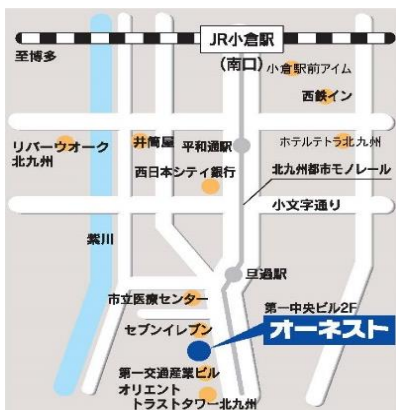 JR小倉駅
(南口)
至博多
小倉駅前アイム
西鉄イン
リバーウオーク
北九州
井筒屋
平和通駅
ホテルテトラ北九州
西日本シティ銀行
北九州都市モノレール
小文字通り
紫川
旦過駅
市立医療センター
第一中央ビル2F
オーネスト
セブンイレブン
第一交通産業ビル
オリエント
トラストタワー北九州